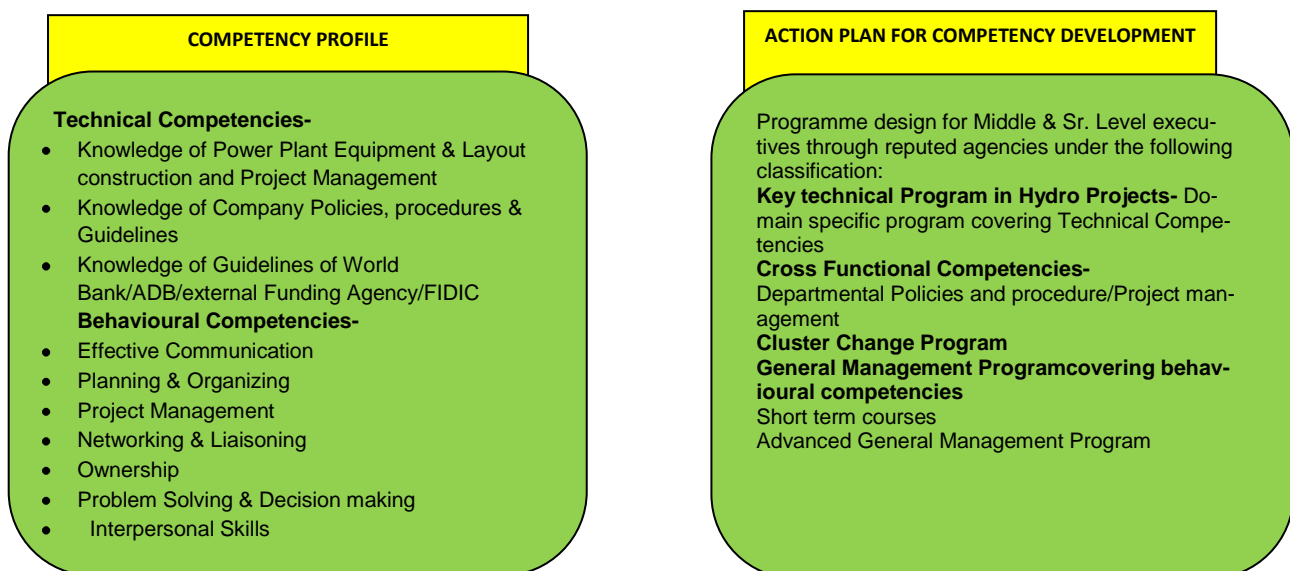 COMPETENCY PROFILE
Technical Competencies-
• Knowledge of Power Plant Equipment & Layout
construction and Project Management
• Knowledge of Company Policies, procedures &
Guidelines
• Knowledge of Guidelines of World
Bank/ADB/external Funding Agency/FIDIC
Behavioural Competencies-
• Effective Communication
• Planning & Organizing
• Project Management
• Networking & Liaisoning
• Ownership
• Problem Solving & Decision making
• Interpersonal Skills
ACTION PLAN FOR COMPETENCY DEVELOPMENT
Programme design for Middle & Sr. Level execu-
tives through reputed agencies under the following
classification:
Key technical Program in Hydro Projects- Do-
main specific program covering Technical Compe-
tencies
Cross Functional Competencies-
Departmental Policies and procedure/Project man-
agement
Cluster Change Program
General Management Programcovering behav-
ioural competencies
Short term courses
Advanced General Management Program